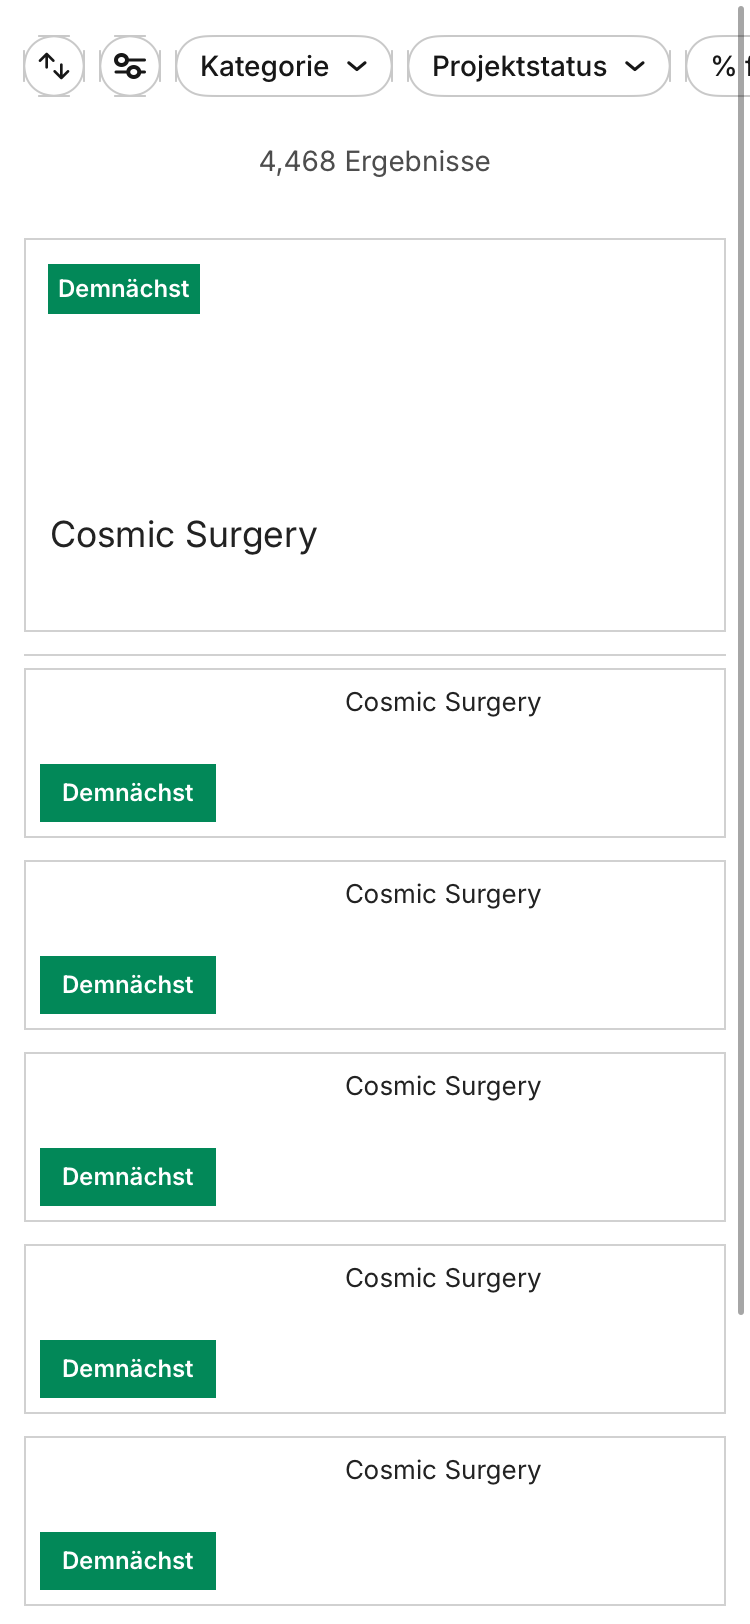 Kategorie
Projektstatus
%
4,468 Ergebnisse
Demnächst
Cosmic Surgery
Cosmic Surgery
Demnächst
Cosmic Surgery
Demnächst
Cosmic Surgery
Demnächst
Cosmic Surgery
Demnächst
Cosmic Surgery
Demnächst